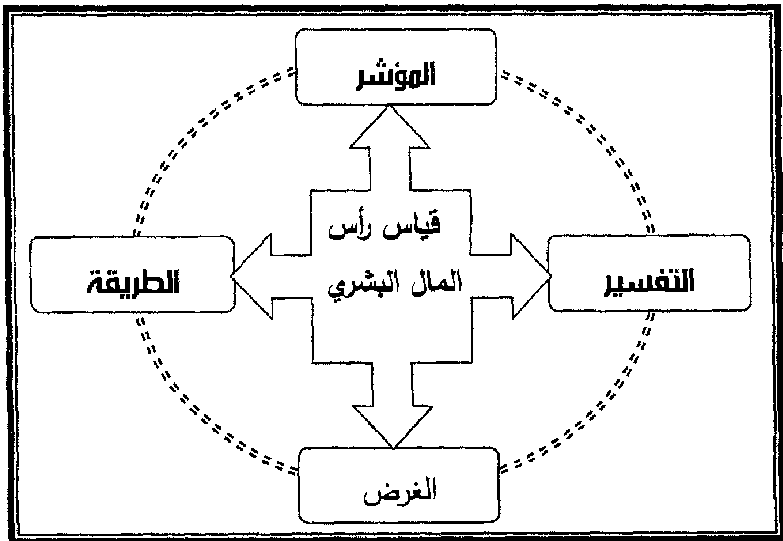 المؤشر
قياس رأس
المال البشري
التفسير
الطريقة
الغرض